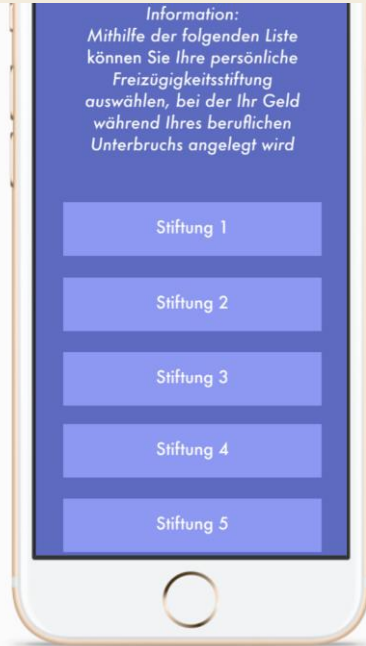 Information:
Mithilfe der folgenden Liste
können Sie Ihre persönliche
Freizügigkeitsstiftung
auswählen, bei der Ihr Geld
während Ihres beruflichen
Unterbruchs angelegt wird
Stiftung 1
Stiftung 2
Stiftung 3
Stiftung 4
Stiftung 5